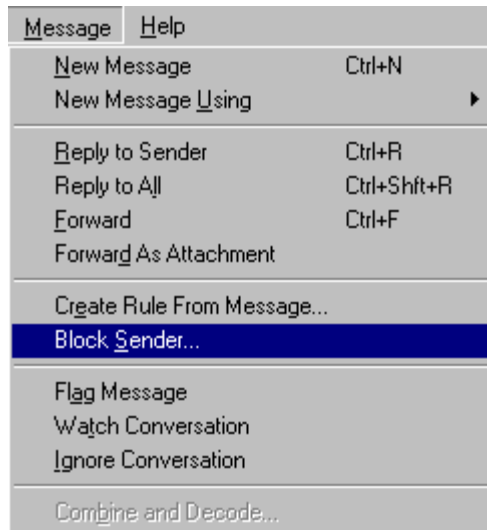 Message Help
New Message Ctrl+N
New Message Using
Reply to Sender Ctrl+R
Reply to All Ctrl+Shft+R
Forward Ctrl+F
Forward As Attachment
Create Rule From Message...
Block Sender...
Flag Message
Watch Conversation
Ignore Conversation
Combine and Decode...